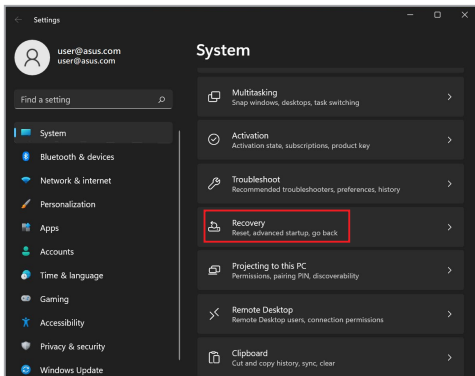 Settings
user@asus.com
user@asus.com
Find a setting
System
Bluetooth & devices
Network & internet
Personalization
Apps
Accounts
Time & language
Gaming
Accessibility
Privacy & security
Windows Update
System
Multitasking
Snap windows, desktops, task switching
Activation
Activation state, subscriptions, product key
Troubleshoot
Recommended troubleshooters, preferences, history
Recovery
Reset, advanced startup, go back
Projecting to this PC
Permissions, pairing PIN, discoverability
Remote Desktop
Remote Desktop users, connection permissions
Clipboard
Cut and copy history, sync, clear